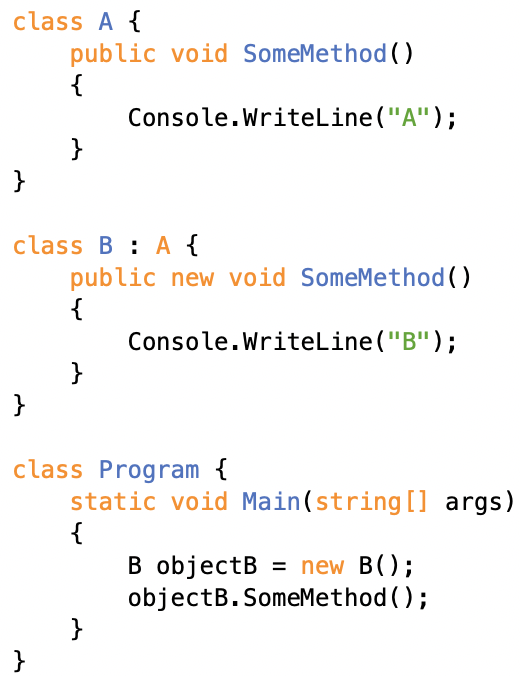 class A {
    public void SomeMethod()
    {
        Console.WriteLine("A");
    }
}

class B : A {
    public new void SomeMethod()
    {
        Console.WriteLine("B");
    }
}

class Program {
    static void Main(string[] args)
    {
        B objectB = new B();
        objectB.SomeMethod();
    }
}